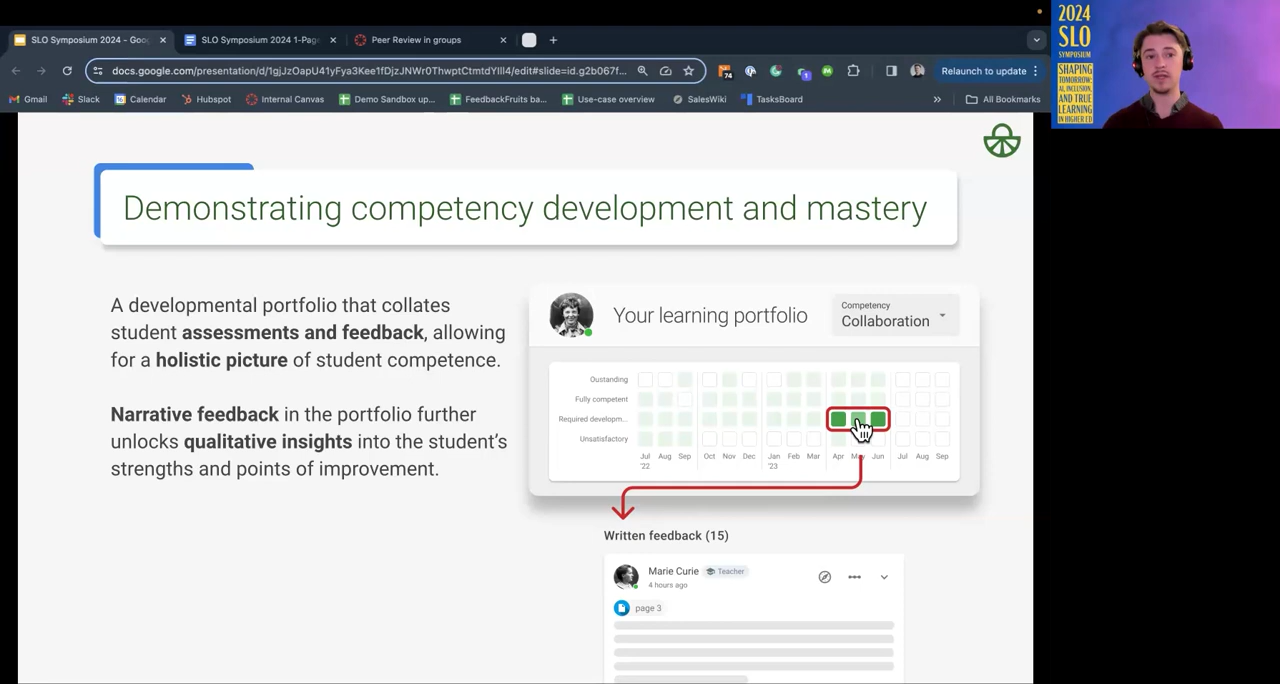 SLO Symposium 2024 - Goo
SLO Symposium 2024 1-Page
Peer Review in groups
docs.google.com/presentation/d/1gjJzOapU41yFya3Kee1fDjzJNWr0ThwptCtmtdYIll4/edit#slide=id.g2b067f...
74
1
Relaunch to update
Gmail
Slack
Calendar
Hubspot
Internal Canvas
Demo Sandbox up...
FeedbackFruits ba...
Use-case overview
SalesWiki
TasksBoard
»
All Bookmarks
2024
SLO
SYMPOSIUM
SHAPING
TOMORROW:
AI, INCLUSION,
AND TRUE
LEARNING
IN HIGHER ED
Demonstrating competency development and mastery
A developmental portfolio that collates
student assessments and feedback, allowing
for a holistic picture of student competence.
Narrative feedback in the portfolio further
unlocks qualitative insights into the student's
strengths and points of improvement.
Your learning portfolio
Competency
Collaboration
Oustanding
Fully competent
Required developm...
Unsatisfactory
Jul Aug Sep Oct Nov Dec Jan Feb Mar Apr May Jun Jul Aug Sep
'22 '23
Written feedback (15)
Marie Curie Teacher
4 hours ago
page 3